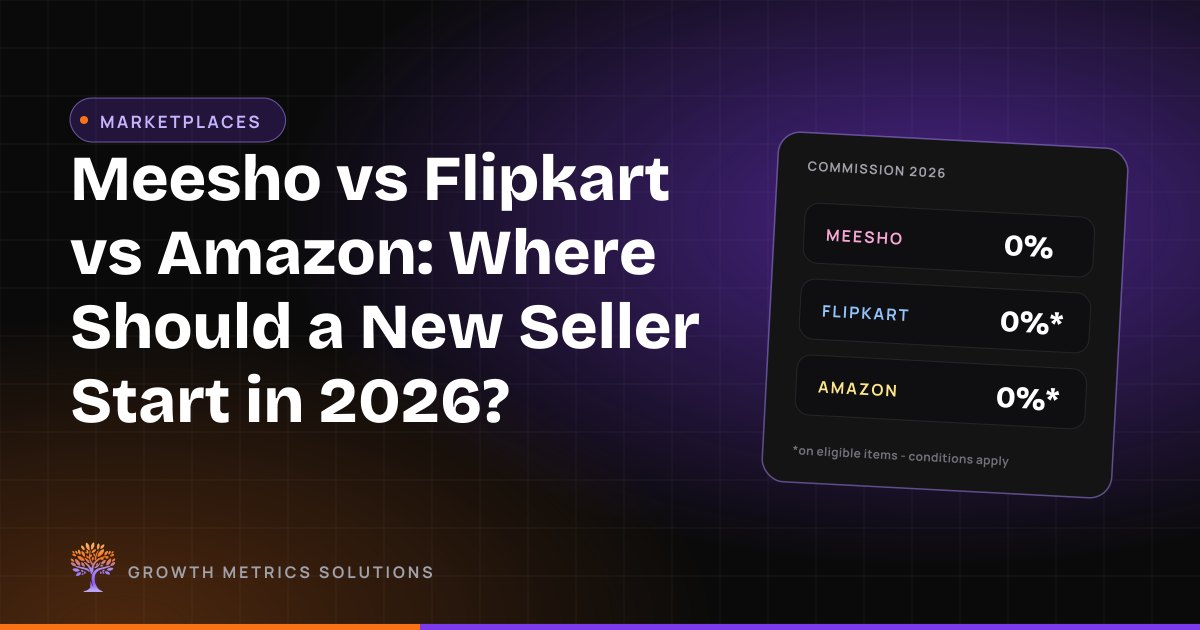 MARKETPLACES
Meesho vs Flipkart
vs Amazon: Where
Should a New Seller
Start in 2026?
COMMISSION 2026
MEESHO 0%
FLIPKART 0%*
AMAZON 0%*
*on eligible items - conditions apply
GROWTH METRICS SOLUTIONS